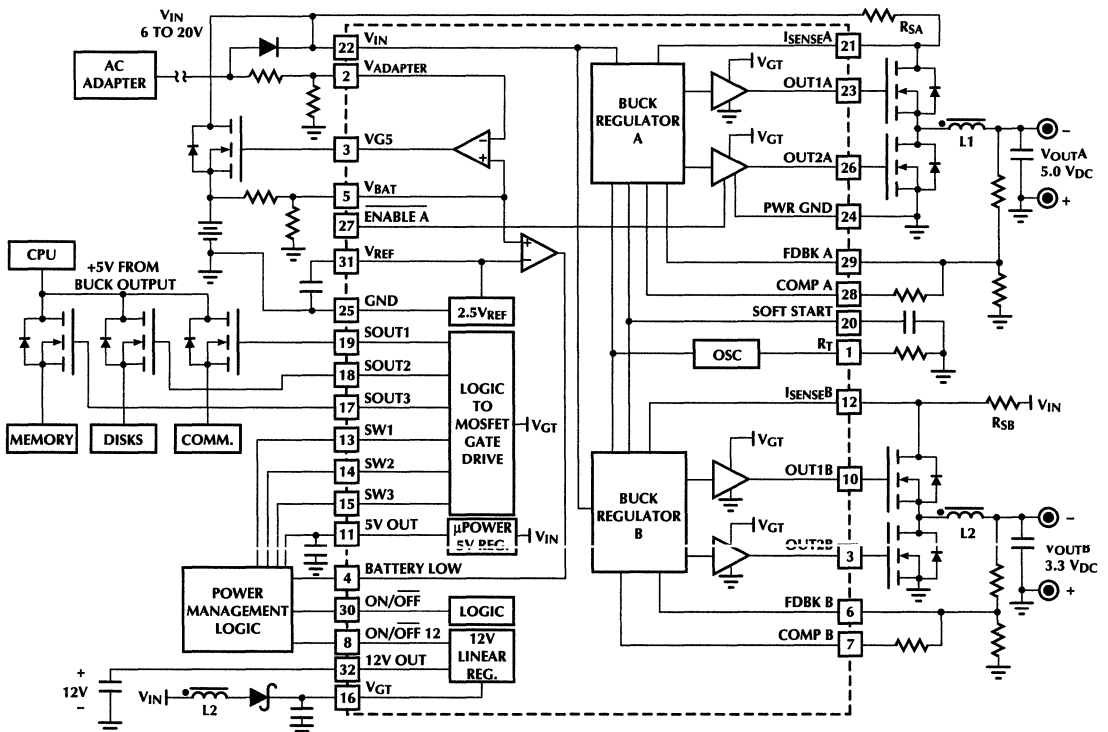 VIN
6 TO 20V
AC
ADAPTER
22 VIN
2 VADAPTER
3 VG5
5 VBAT
27 ENABLE A
31 VREF
25 GND
2.5VREF
CPU
+5V FROM
BUCK OUTPUT
MEMORY
DISKS
COMM.
19 SOUT1
18 SOUT2
17 SOUT3
13 SW1
14 SW2
15 SW3
11 5V OUT
4 BATTERY LOW
30 ON/OFF
8 ON/OFF 12
32 12V OUT
16 VGT
LOGIC
TO
MOSFET
GATE
DRIVE
VGT
µPOWER
5V REG.
VIN
LOGIC
12V
LINEAR
REG.
POWER
MANAGEMENT
LOGIC
+
12V
–
VIN
L2
–
+
+
–
BUCK
REGULATOR
A
VGT
VGT
OSC
BUCK
REGULATOR
B
VGT
VGT
ISENSEA 21
OUT1A 23
OUT2A 26
PWR GND 24
FDBK A 29
COMP A 28
SOFT START 20
RT 1
ISENSEB 12
OUT1B 10
OUT2B 3
FDBK B 6
COMP B 7
RSA
L1
–
VOUTA
5.0 VDC
+
RSB
VIN
L2
–
VOUTB
3.3 VDC
+